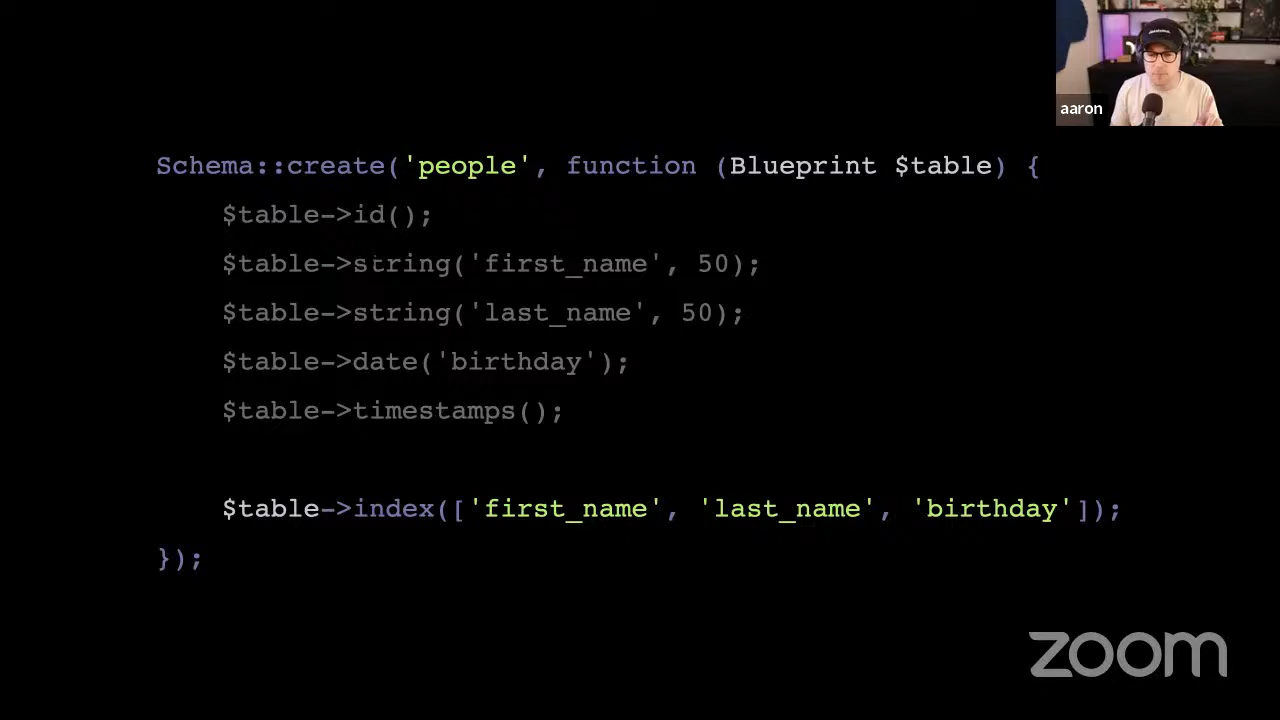 aaron
Schema::create('people', function (Blueprint $table) {
$table->id();
$table->string('first_name', 50);
$table->string('last_name', 50);
$table->date('birthday');
$table->timestamps();
$table->index(['first_name', 'last_name', 'birthday']);
});
zoom